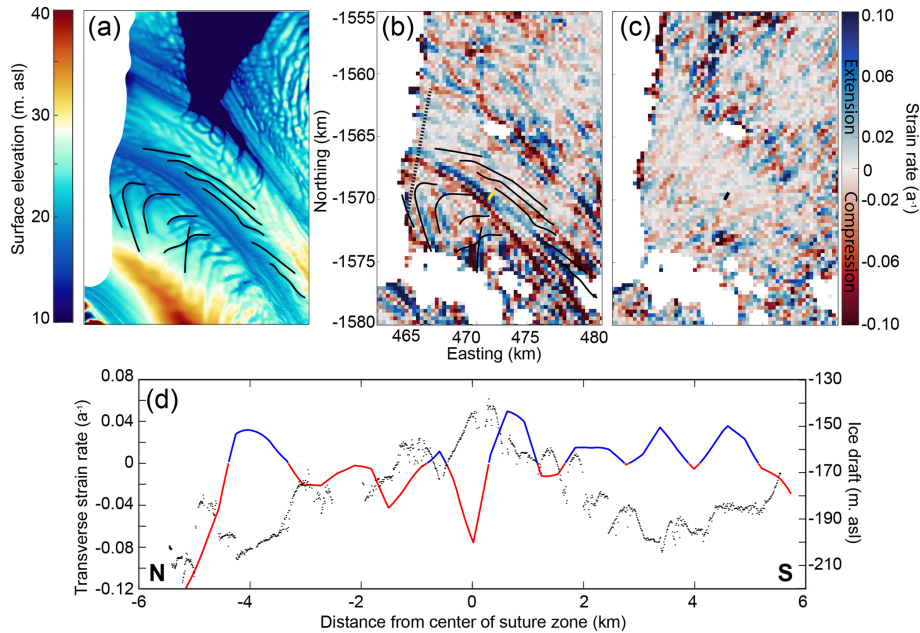 (a)
(b)
(c)
Surface elevation (m. asl)
40
30
20
10
Northing (km)
-1555
-1560
-1565
-1570
-1575
-1580
465
470
475
480
Easting (km)
Extension
Compression
0.10
0.06
0.02
0
-0.02
-0.06
-0.10
Strain rate (a⁻¹)
(d)
Transverse strain rate (a⁻¹)
0.08
0.04
0
-0.04
-0.08
-0.12
N
S
-130
-150
-170
-190
-210
Ice draft (m. asl)
-6
-4
-2
0
2
4
6
Distance from center of suture zone (km)